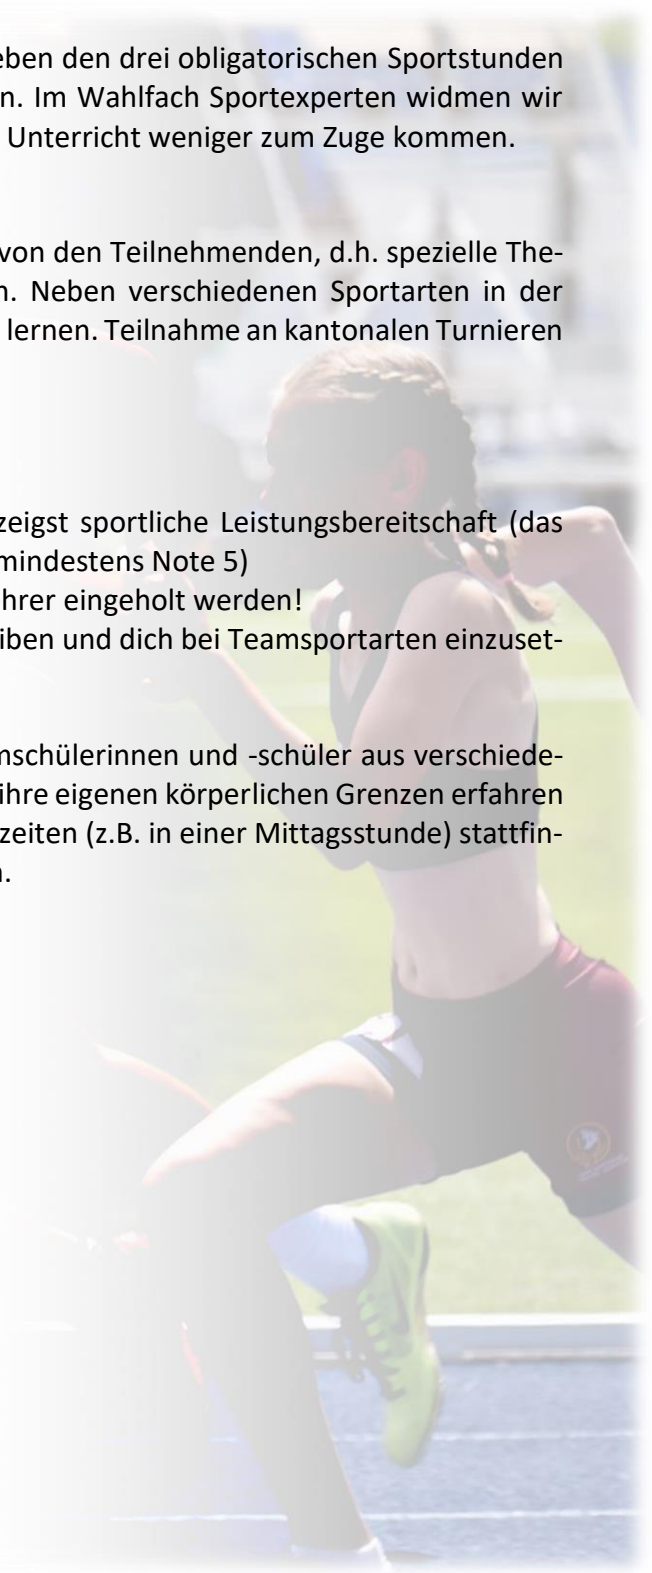 eben den drei obligatorischen Sportstunden
n. Im Wahlfach Sportexperten widmen wir
Unterricht weniger zum Zuge kommen.
von den Teilnehmenden, d.h. spezielle The-
n. Neben verschiedenen Sportarten in der
lernen. Teilnahme an kantonalen Turnieren
zeigst sportliche Leistungsbereitschaft (das
mindestens Note 5)
hrer eingeholt werden!
eiben und dich bei Teamsportarten einzuset-
mschülerinnen und -schüler aus verschiede-
ihre eigenen körperlichen Grenzen erfahren
zeiten (z.B. in einer Mittagsstunde) stattfin-
n.